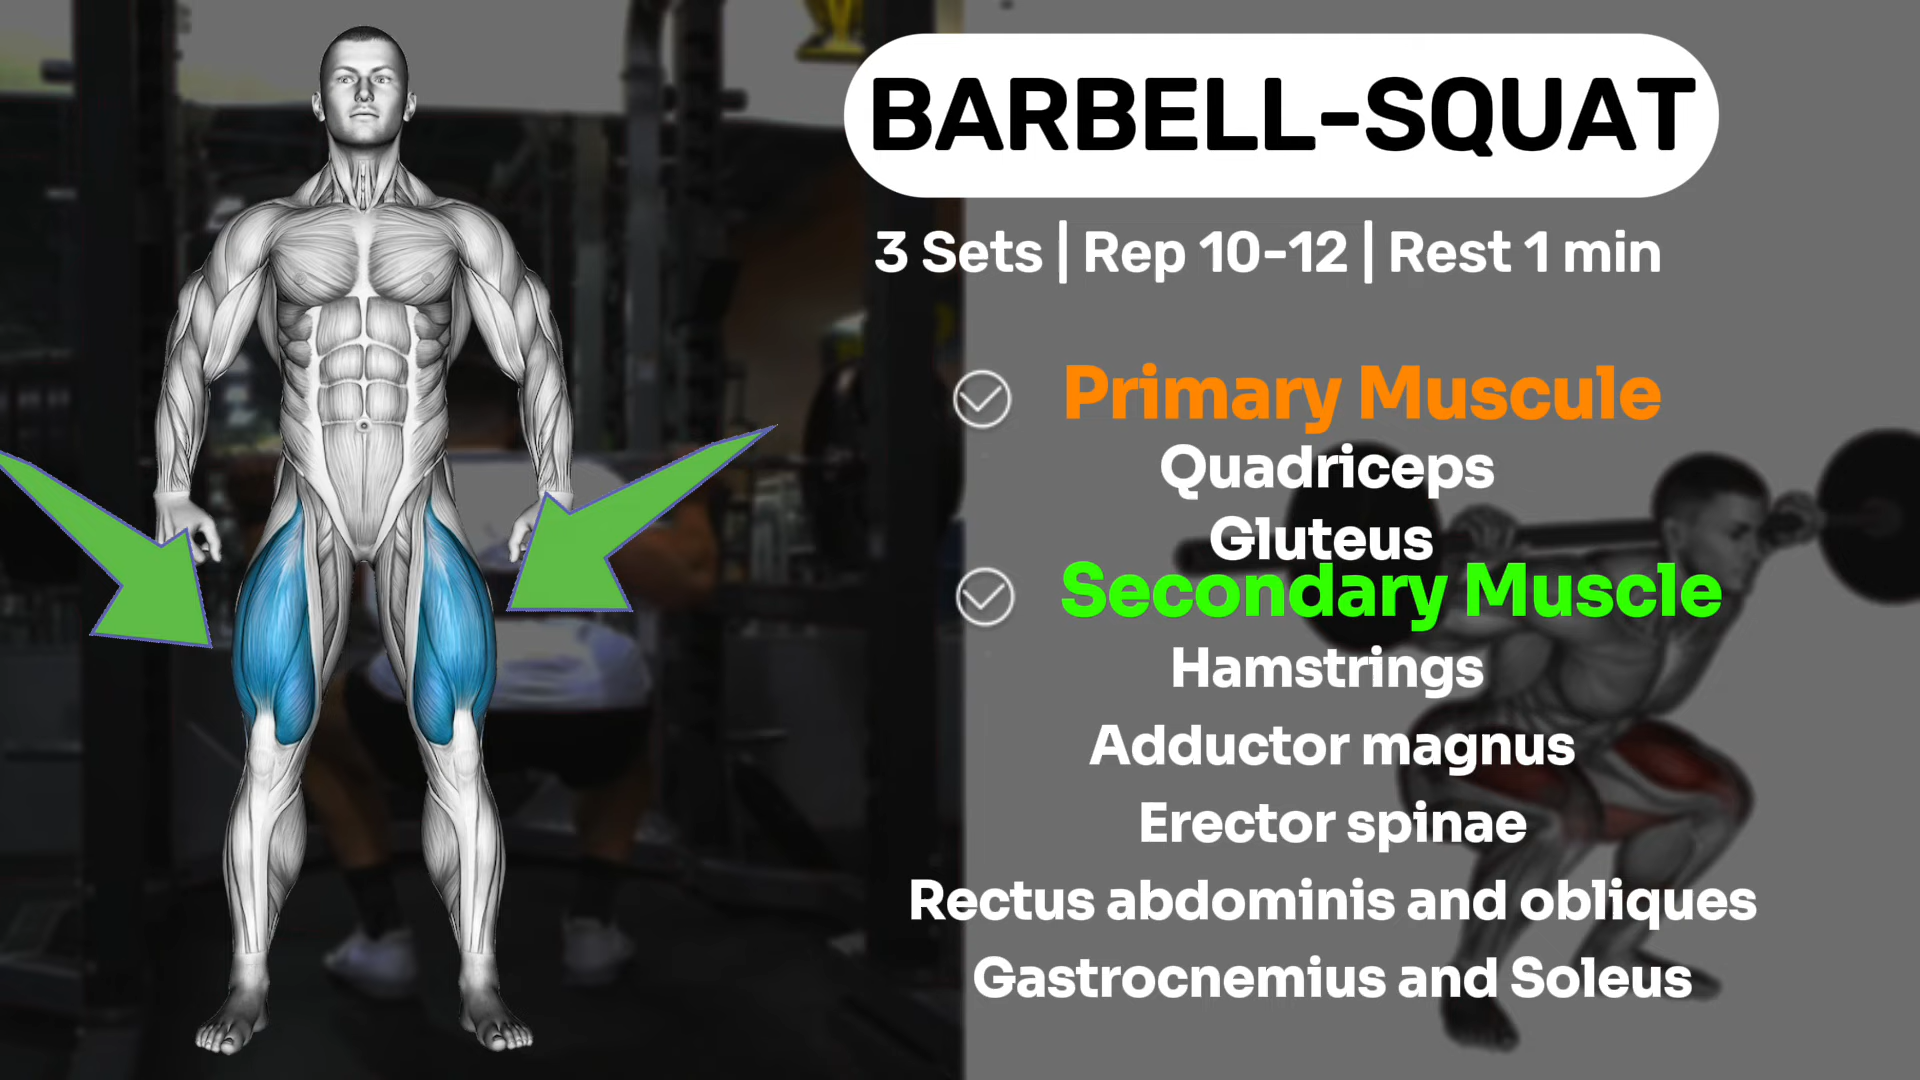 BARBELL-SQUAT
3 Sets | Rep 10-12 | Rest 1 min
Primary Muscule
Quadriceps
Gluteus
Secondary Muscle
Hamstrings
Adductor magnus
Erector spinae
Rectus abdominis and obliques
Gastrocnemius and Soleus